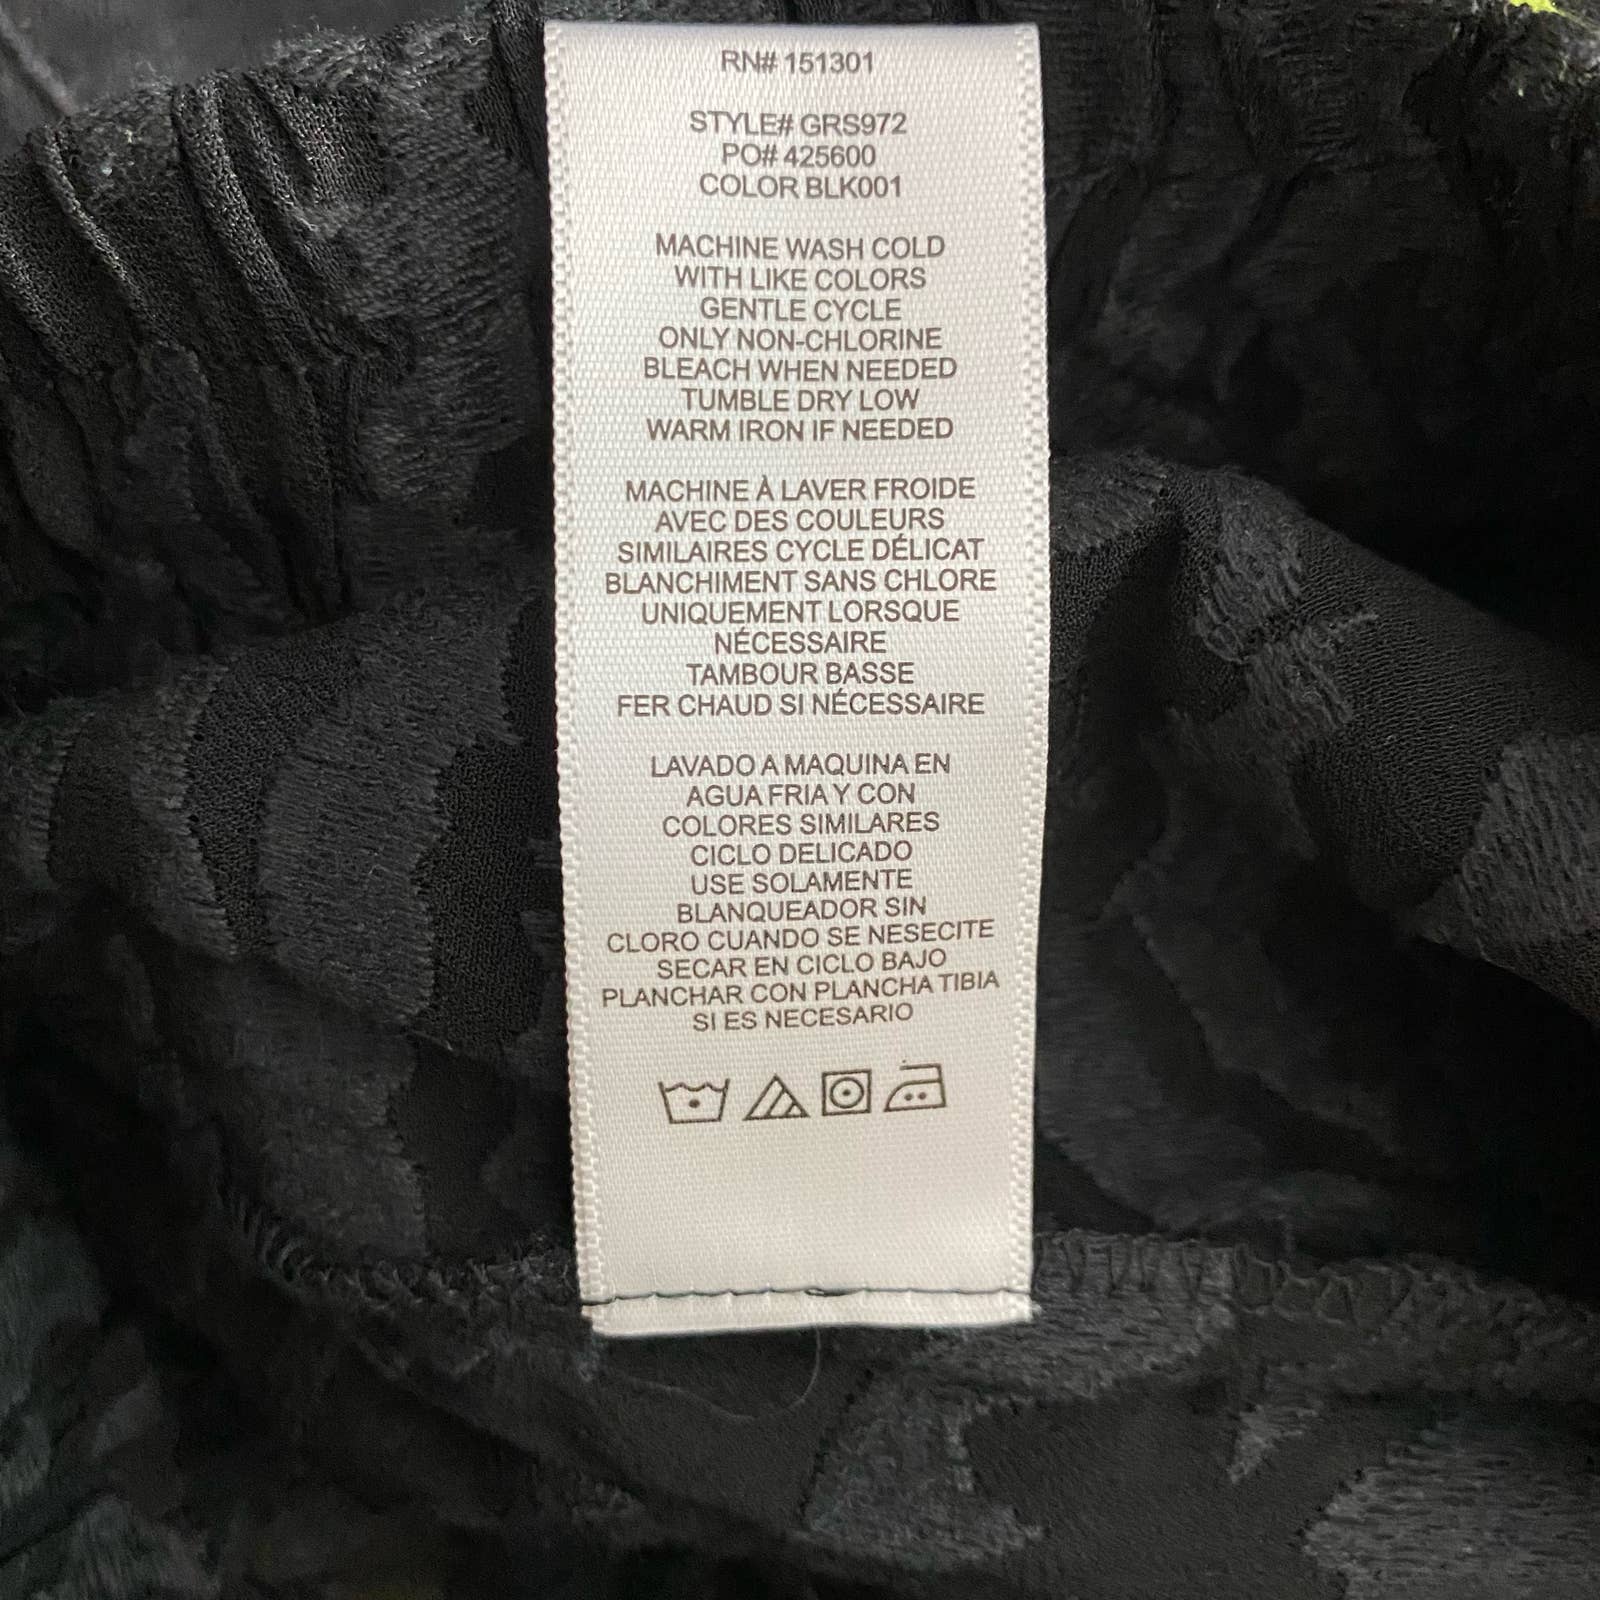 RN# 151301
STYLE# GRS972
PO# 425600
COLOR BLK001
MACHINE WASH COLD
WITH LIKE COLORS
GENTLE CYCLE
ONLY NON-CHLORINE
BLEACH WHEN NEEDED
TUMBLE DRY LOW
WARM IRON IF NEEDED
MACHINE À LAVER FROIDE
AVEC DES COULEURS
SIMILAIRES CYCLE DÉLICAT
BLANCHIMENT SANS CHLORE
UNIQUEMENT LORSQUE
NÉCESSAIRE
TAMBOUR BASSE
FER CHAUD SI NÉCESSAIRE
LAVADO A MAQUINA EN
AGUA FRIA Y CON
COLORES SIMILARES
CICLO DELICADO
USE SOLAMENTE
BLANQUEADOR SIN
CLORO CUANDO SE NESECITE
SECAR EN CICLO BAJO
PLANCHAR CON PLANCHA TIBIA
SI ES NECESARIO